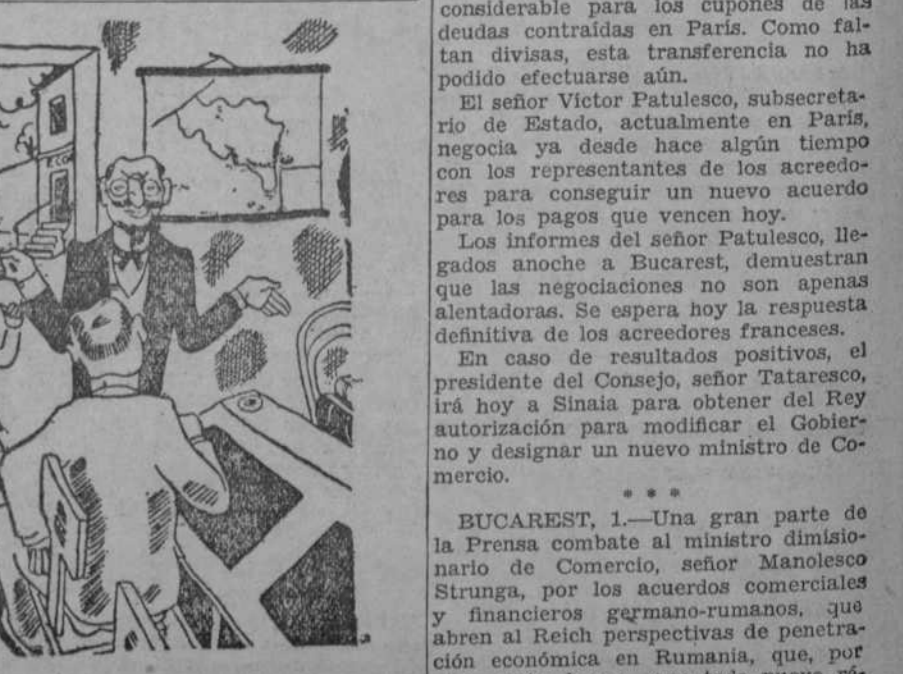 considerable para los cupones de las
deudas contraídas en París. Como fal-
tan divisas, esta transferencia no ha
podido efectuarse aún.
El señor Víctor Patulesco, subsecreta-
rio de Estado, actualmente en París,
negocia ya desde hace algún tiempo
con los representantes de los acreedo-
res para conseguir un nuevo acuerdo
para los pagos que vencen hoy.
Los informes del señor Patulesco, lle-
gados anoche a Bucarest, demuestran
que las negociaciones no son apenas
alentadoras. Se espera hoy la respuesta
definitiva de los acreedores franceses.
En caso de resultados positivos, el
presidente del Consejo, señor Tataresco,
irá hoy a Sinaia para obtener del Rey
autorización para modificar el Gobier-
no y designar un nuevo ministro de Co-
mercio.
* * *
BUCAREST, 1.—Una gran parte de
la Prensa combate al ministro dimisio-
nario de Comercio, señor Manolesco
Strunga, por los acuerdos comerciales
y financieros germano-rumanos, que
abren al Reich perspectivas de penetra-
ción económica en Rumania, que, por